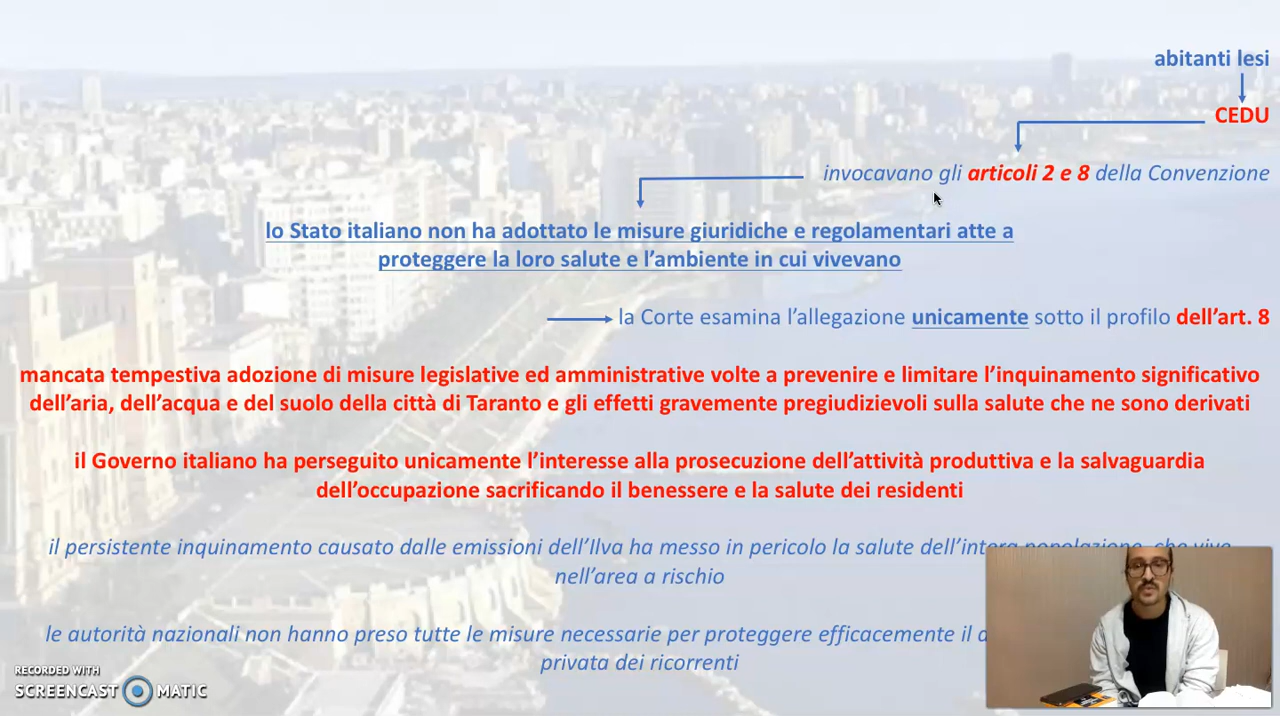 abitanti lesi
CEDU
invocavano gli articoli 2 e 8 della Convenzione
lo Stato italiano non ha adottato le misure giuridiche e regolamentari atte a
proteggere la loro salute e l’ambiente in cui vivevano
la Corte esamina l’allegazione unicamente sotto il profilo dell’art. 8
mancata tempestiva adozione di misure legislative ed amministrative volte a prevenire e limitare l’inquinamento significativo
dell’aria, dell’acqua e del suolo della città di Taranto e gli effetti gravemente pregiudizievoli sulla salute che ne sono derivati
il Governo italiano ha perseguito unicamente l’interesse alla prosecuzione dell’attività produttiva e la salvaguardia
dell’occupazione sacrificando il benessere e la salute dei residenti
il persistente inquinamento causato dalle emissioni dell’Ilva ha messo in pericolo la salute dell’intera popolazione, che vive
nell’area a rischio
le autorità nazionali non hanno preso tutte le misure necessarie per proteggere efficacemente il
privata dei ricorrenti
RECORDED WITH
SCREENCAST MATIC